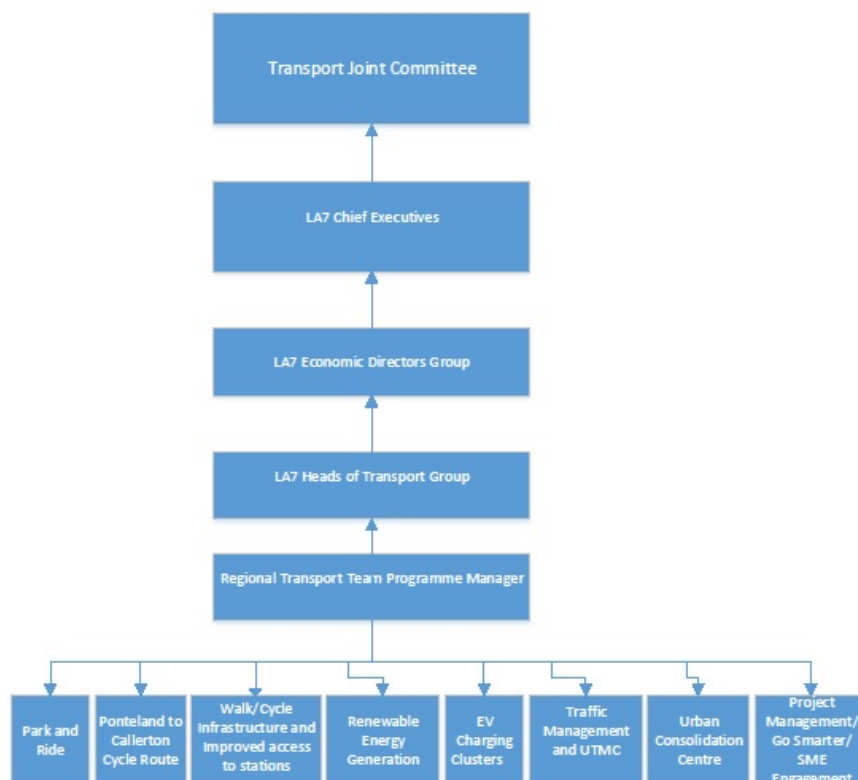 Transport Joint Committee
LA7 Chief Executives
LA7 Economic Directors Group
LA7 Heads of Transport Group
Regional Transport Team Programme Manager
Park and
Ride
Ponteland to
Callerton
Cycle Route
Walk/Cycle
Infrastructure and
Improved access
to stations
Renewable
Energy
Generation
EV
Charging
Clusters
Traffic
Management
and UTMC
Urban
Consolidation
Centre
Project
Management/
Go Smarter/
SME
Engagement